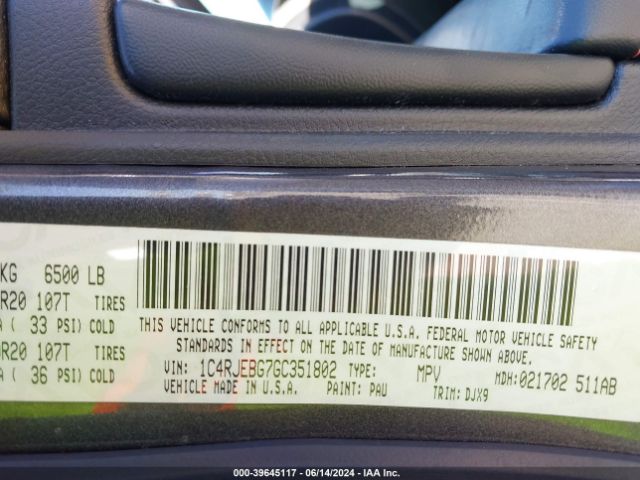 KG 6500 LB
R20 107T TIRES
(33 PSI) COLD
R20 107T TIRES
(36 PSI) COLD
THIS VEHICLE CONFORMS TO ALL APPLICABLE U.S.A. FEDERAL MOTOR VEHICLE SAFETY
STANDARDS IN EFFECT ON THE DATE OF MANUFACTURE SHOWN ABOVE.
VIN: 1C4RJEBG7GC351802 TYPE: MPV MDH:021702 511AB
VEHICLE MADE IN U.S.A. PAINT: PAU TRIM: DJX9
000-39645117 - 06/14/2024 - IAA Inc.